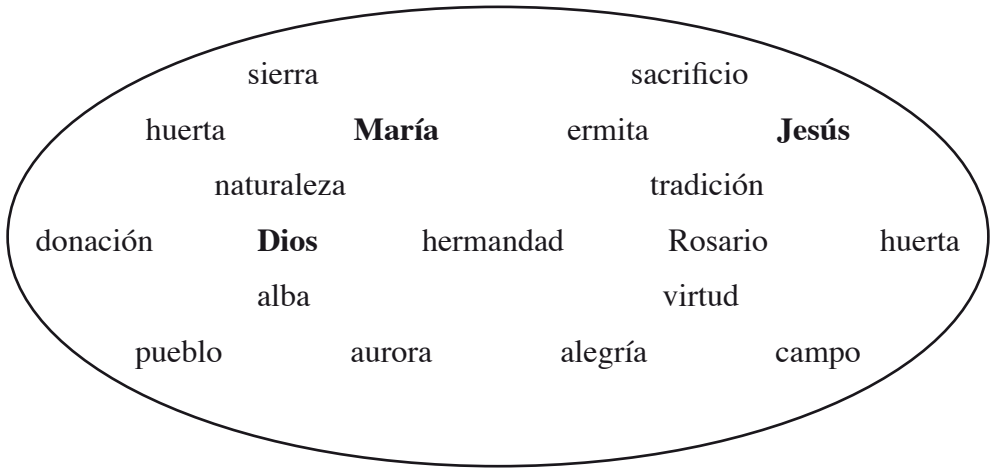 sierra sacrificio
huerta María ermita Jesús
naturaleza tradición
donación Dios hermandad Rosario huerta
alba virtud
pueblo aurora alegría campo